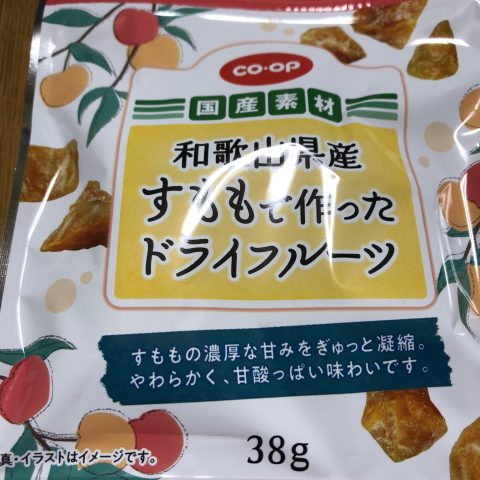 CO・OP
国産素材
和歌山県産
すももで作った
ドライフルーツ
すももの濃厚な甘みをぎゅっと凝縮。
やわらかく、甘酸っぱい味わいです。
38g
真・イラストはイメージです。